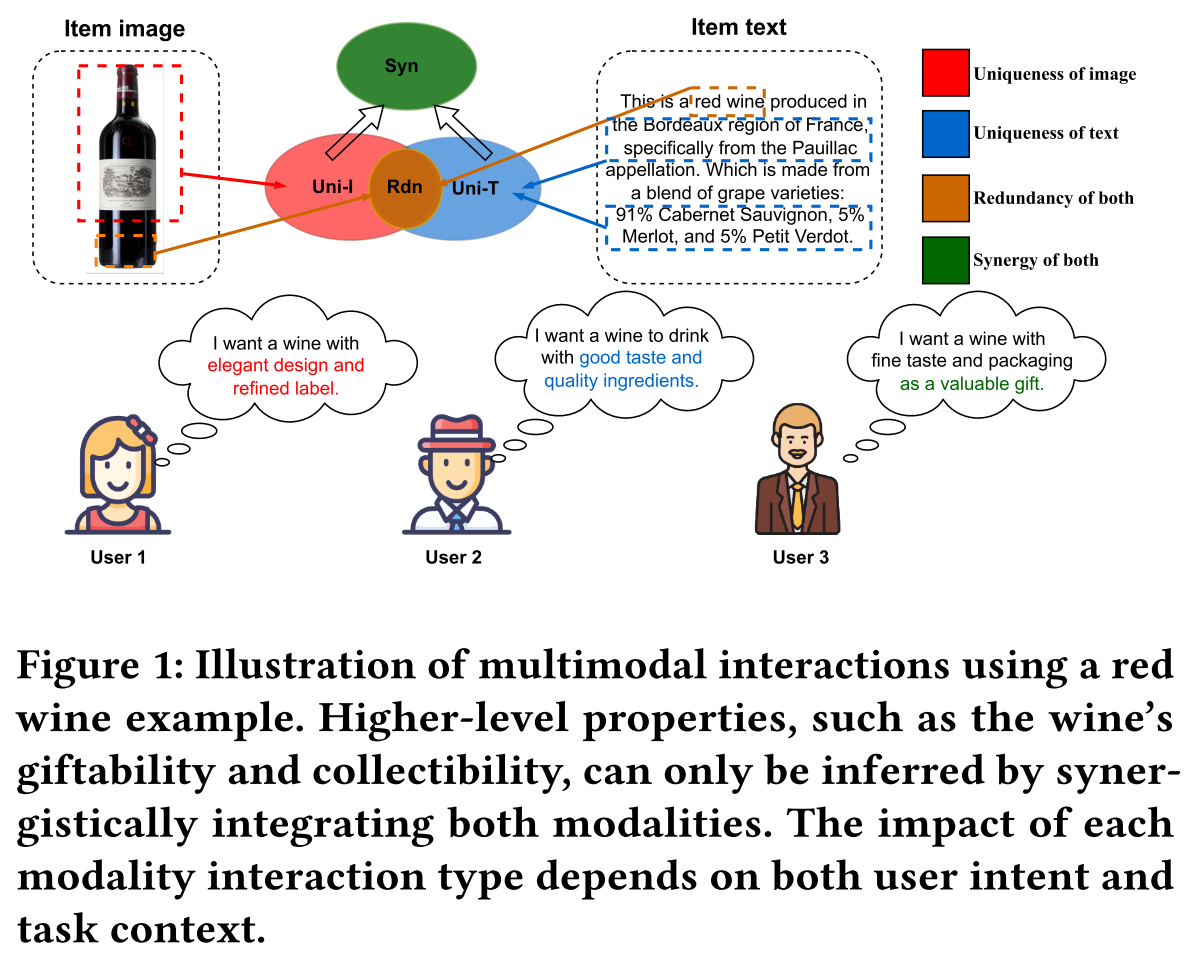 Item image
Item text
Syn
Uni-I
Rdn
Uni-T
CL
This is a red wine produced in
the Bordeaux region of France,
specifically from the Pauillac
appellation. Which is made from
a blend of grape varieties:
91% Cabernet Sauvignon, 5%
Merlot, and 5% Petit Verdot.
Uniqueness of image
Uniqueness of text
Redundancy of both
Synergy of both
I want a wine with
elegant design and
refined label.
I want a wine to drink
with good taste and
quality ingredients.
I want a wine with
fine taste and packaging
as a valuable gift.
User 1
User 2
User 3
Figure 1: Illustration of multimodal interactions using a red
wine example. Higher-level properties, such as the wine’s
giftability and collectibility, can only be inferred by syner-
gistically integrating both modalities. The impact of each
modality interaction type depends on both user intent and
task context.